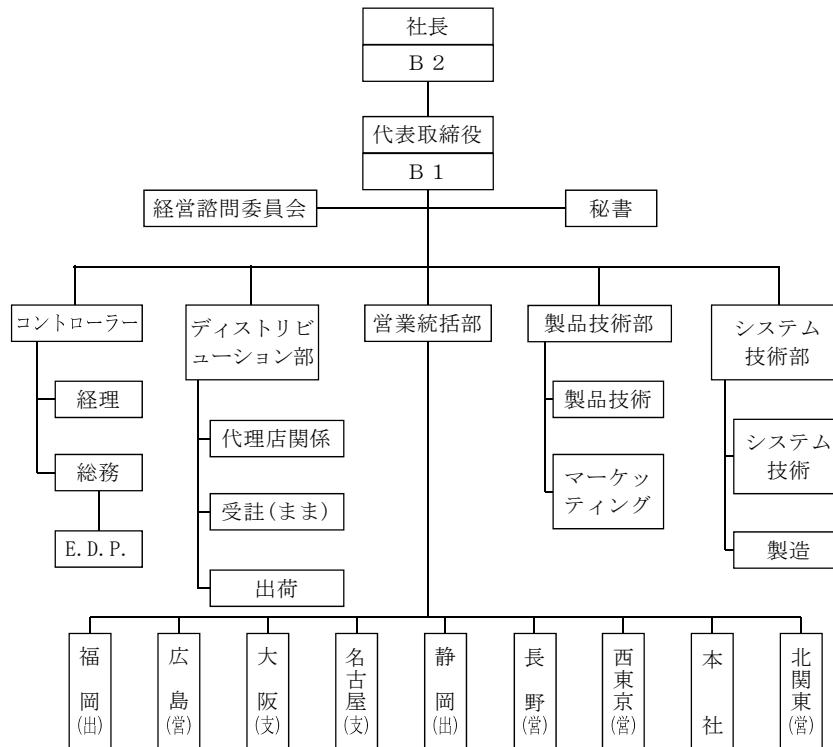 社長
B2
代表取締役
B1
経営諮問委員会
秘書
コントローラー
ディストリビ
ューション部
営業統括部
製品技術部
システム
技術部
経理
総務
E.D.P.
代理店関係
受註(まま)
出荷
製品技術
マーケッ
ティング
システム
技術
製造
福岡(出)
広島(営)
大阪(支)
名古屋(支)
静岡(出)
長野(営)
西東京(営)
本社
北関東(営)